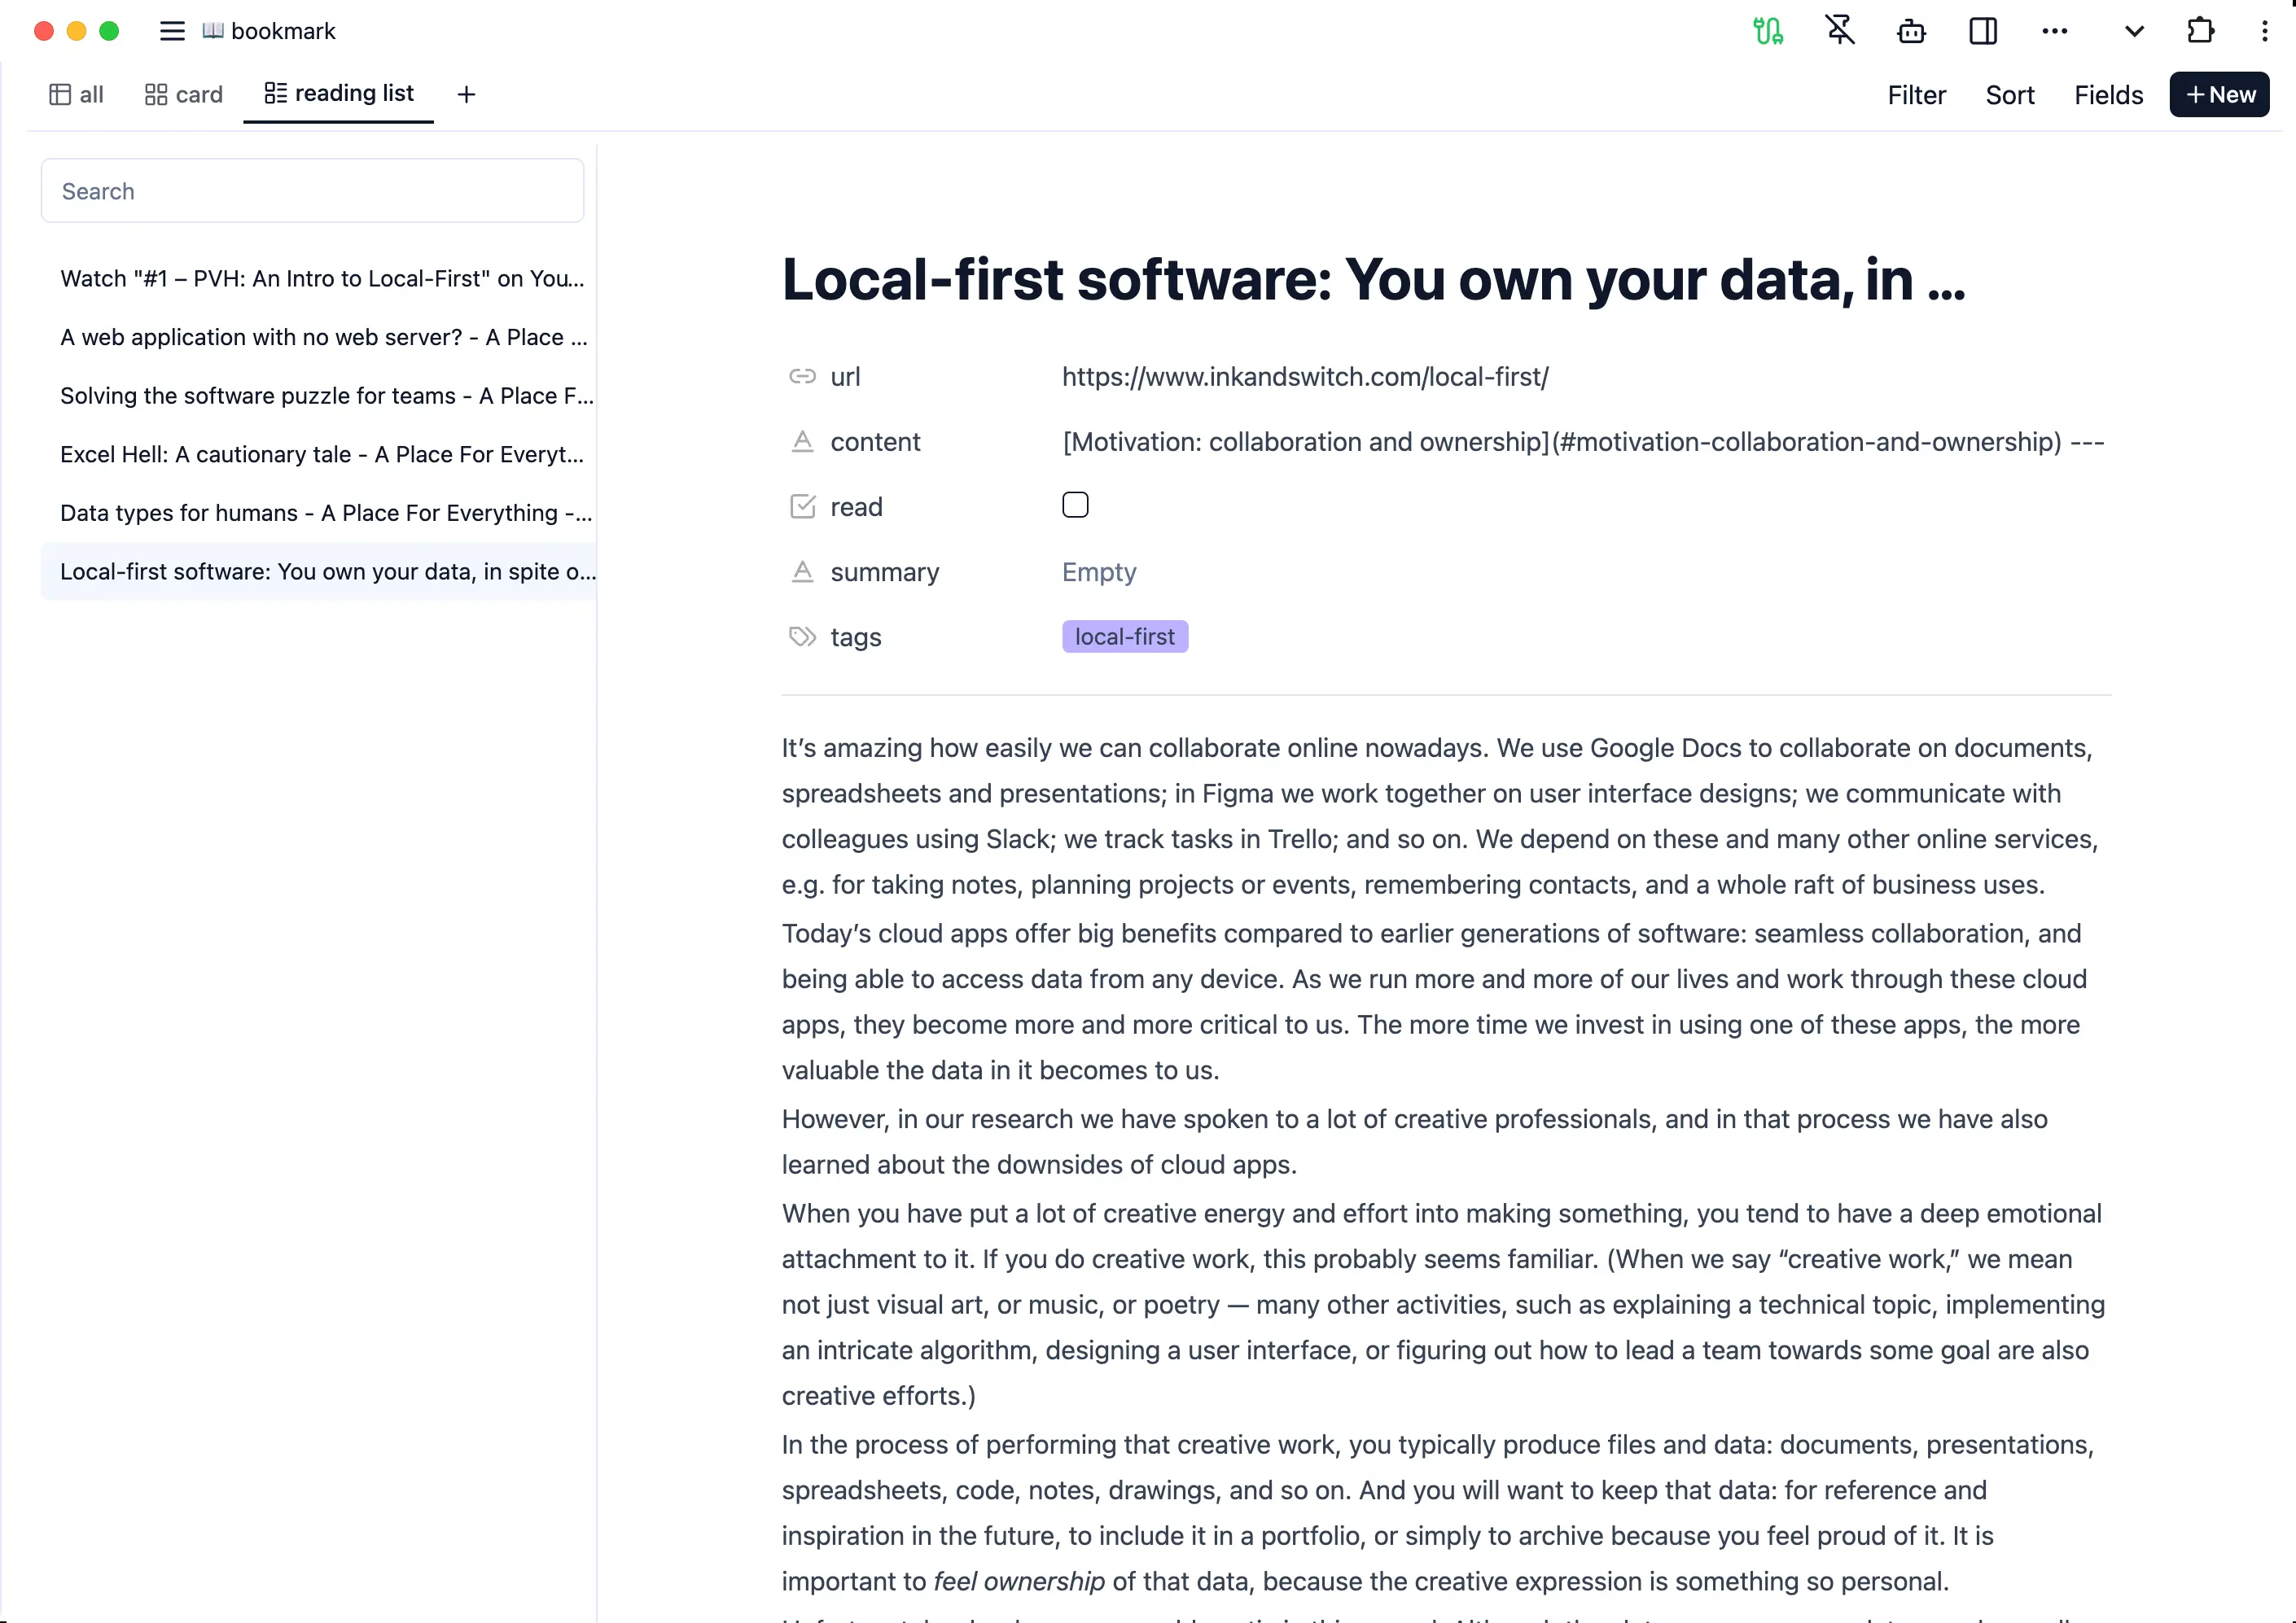 bookmark
all
card
reading list
Filter
Sort
Fields
+ New
Search
Watch "#1 – PVH: An Intro to Local-First" on You...
A web application with no web server? - A Place ...
Solving the software puzzle for teams - A Place F...
Excel Hell: A cautionary tale - A Place For Everyt...
Data types for humans - A Place For Everything -...
Local-first software: You own your data, in spite o...
Local-first software: You own your data, in ...
url https://www.inkandswitch.com/local-first/
content [Motivation: collaboration and ownership](#motivation-collaboration-and-ownership) ---
read
summary Empty
tags local-first
It’s amazing how easily we can collaborate online nowadays. We use Google Docs to collaborate on documents,
spreadsheets and presentations; in Figma we work together on user interface designs; we communicate with
colleagues using Slack; we track tasks in Trello; and so on. We depend on these and many other online services,
e.g. for taking notes, planning projects or events, remembering contacts, and a whole raft of business uses.
Today’s cloud apps offer big benefits compared to earlier generations of software: seamless collaboration, and
being able to access data from any device. As we run more and more of our lives and work through these cloud
apps, they become more and more critical to us. The more time we invest in using one of these apps, the more
valuable the data in it becomes to us.
However, in our research we have spoken to a lot of creative professionals, and in that process we have also
learned about the downsides of cloud apps.
When you have put a lot of creative energy and effort into making something, you tend to have a deep emotional
attachment to it. If you do creative work, this probably seems familiar. (When we say “creative work,” we mean
not just visual art, or music, or poetry — many other activities, such as explaining a technical topic, implementing
an intricate algorithm, designing a user interface, or figuring out how to lead a team towards some goal are also
creative efforts.)
In the process of performing that creative work, you typically produce files and data: documents, presentations,
spreadsheets, code, notes, drawings, and so on. And you will want to keep that data: for reference and
inspiration in the future, to include it in a portfolio, or simply to archive because you feel proud of it. It is
important to feel ownership of that data, because the creative expression is something so personal.